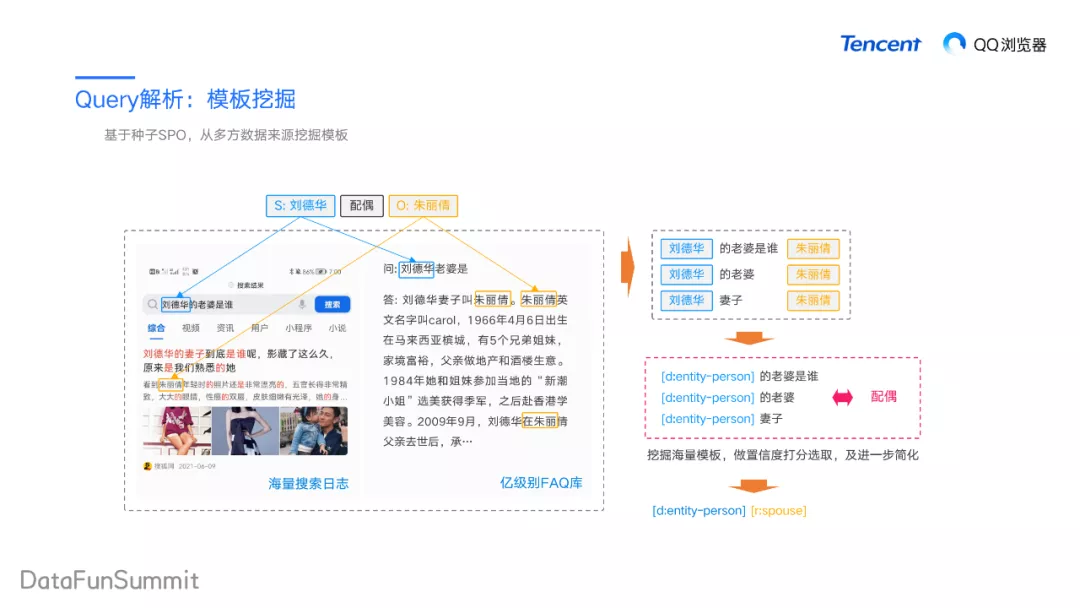 Tencent QQ浏览器
Query解析：模板挖掘
基于种子SPO，从多方数据来源挖掘模板
S: 刘德华 配偶 O: 朱丽倩
66% 7:00
搜索结果
刘德华的老婆是谁 搜索
综合 视频 资讯 用户 小程序 小说
刘德华的妻子到底是谁呢，影藏了这么久，
原来是我们熟悉的她
看到朱丽倩年轻时的照片还是非常漂亮的，五官长得非常精
致，大大的眼睛，性感的双眉，皮肤细嫩有光泽，她的身…
搜狐网 2021-06-09
海量搜索日志
问: 刘德华老婆是
答: 刘德华妻子叫朱丽倩。朱丽倩英
文名字叫carol，1966年4月6日出生
在马来西亚槟城，有5个兄弟姐妹，
家境富裕，父亲做地产和酒楼生意。
1984年她和姐妹参加当地的“新潮
小姐”选美获得季军，之后赴香港学
美容。2009年9月，刘德华在朱丽倩
父亲去世后，承…
亿级别FAQ库
刘德华 的老婆是谁 朱丽倩
刘德华 的老婆 朱丽倩
刘德华 妻子 朱丽倩
[d:entity-person] 的老婆是谁
[d:entity-person] 的老婆 配偶
[d:entity-person] 妻子
挖掘海量模板，做置信度打分选取，及进一步简化
[d:entity-person] [r:spouse]
DataFunSummit